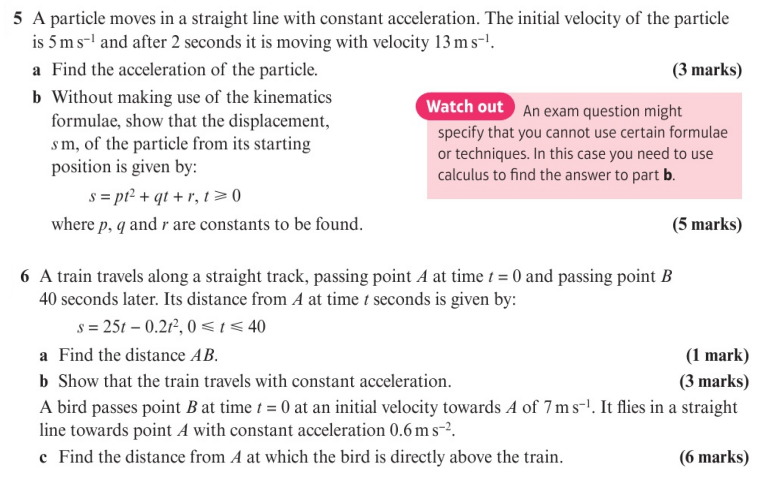 5 A particle moves in a straight line with constant acceleration. The initial velocity of the particle
is 5 m s⁻¹ and after 2 seconds it is moving with velocity 13 m s⁻¹.
a Find the acceleration of the particle. (3 marks)
b Without making use of the kinematics
formulae, show that the displacement,
s m, of the particle from its starting
position is given by:
s = pt² + qt + r, t ⩾ 0
where p, q and r are constants to be found. (5 marks)
Watch out An exam question might
specify that you cannot use certain formulae
or techniques. In this case you need to use
calculus to find the answer to part b.
6 A train travels along a straight track, passing point A at time t = 0 and passing point B
40 seconds later. Its distance from A at time t seconds is given by:
s = 25t – 0.2t², 0 ⩽ t ⩽ 40
a Find the distance AB. (1 mark)
b Show that the train travels with constant acceleration. (3 marks)
A bird passes point B at time t = 0 at an initial velocity towards A of 7 m s⁻¹. It flies in a straight
line towards point A with constant acceleration 0.6 m s⁻².
c Find the distance from A at which the bird is directly above the train. (6 marks)